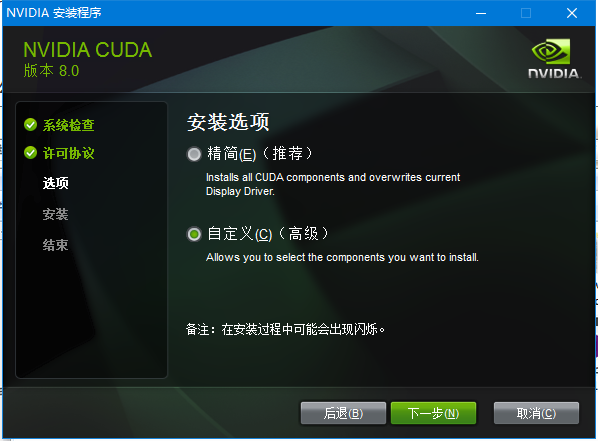 NVIDIA 安装程序
NVIDIA CUDA
版本 8.0
NVIDIA.
系统检查
许可协议
选项
安装
结束
安装选项
精简(E)（推荐）
Installs all CUDA components and overwrites current
Display Driver.
自定义(C)（高级）
Allows you to select the components you want to install.
备注：在安装过程中可能会出现闪烁。
后退(B)
下一步(N)
取消(C)